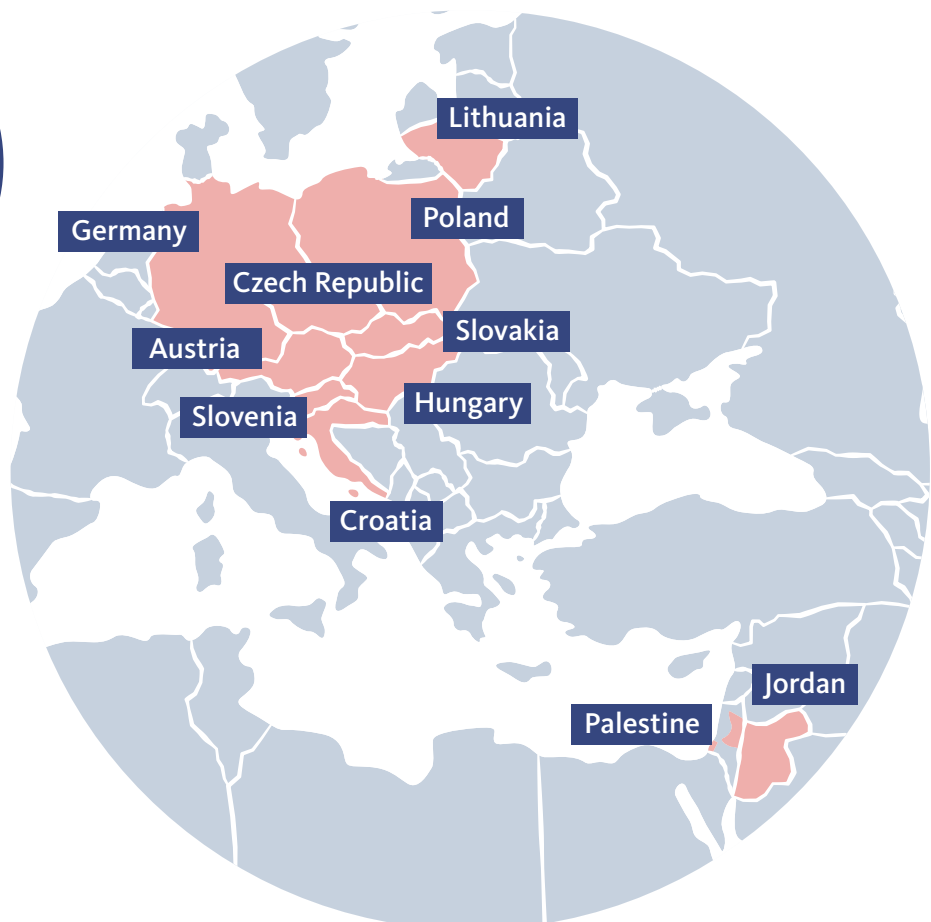 Lithuania
Poland
Germany
Czech Republic
Slovakia
Austria
Hungary
Slovenia
Croatia
Jordan
Palestine